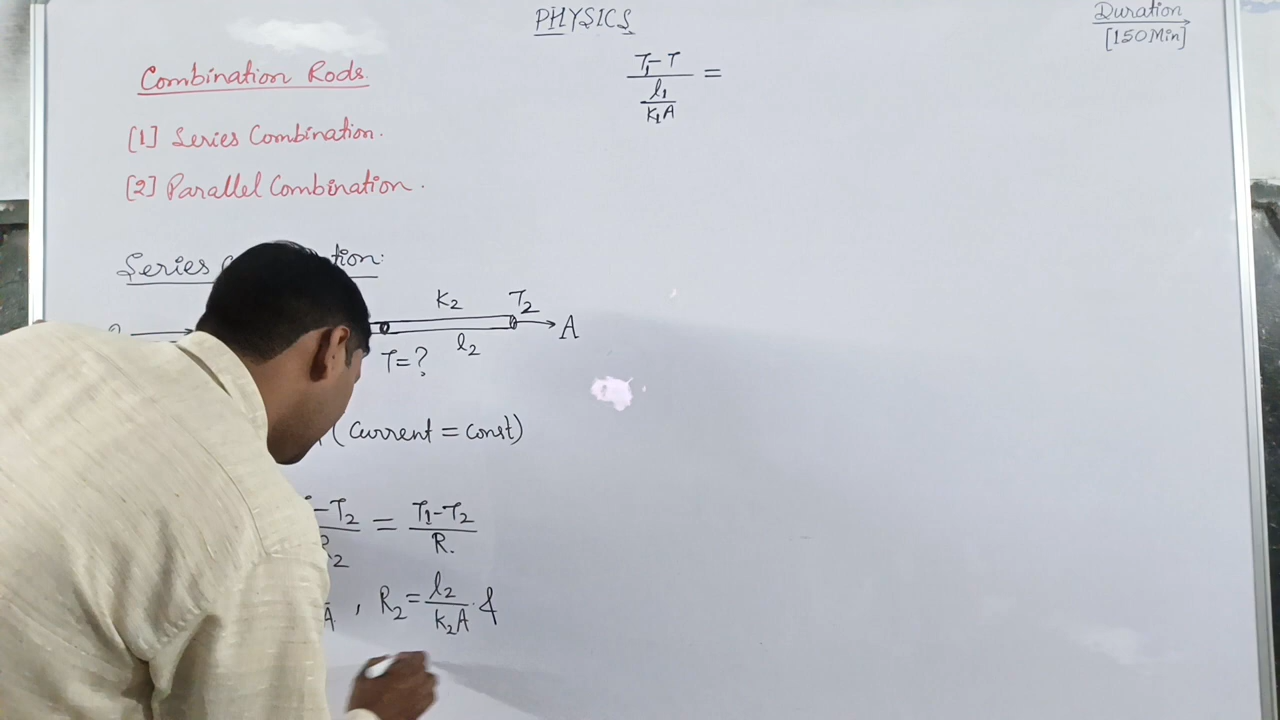 PHYSICS
Duration
[150 Min]
Combination Rods.
[1] Series Combination.
[2] Parallel Combination.
T₁-T / l₁/K₁A =
Series tion:
K₂ T₂
A
T=? l₂
(Current = const)
-T₂/R₂ = T₁-T₂/R.
A , R₂ = l₂/K₂A &